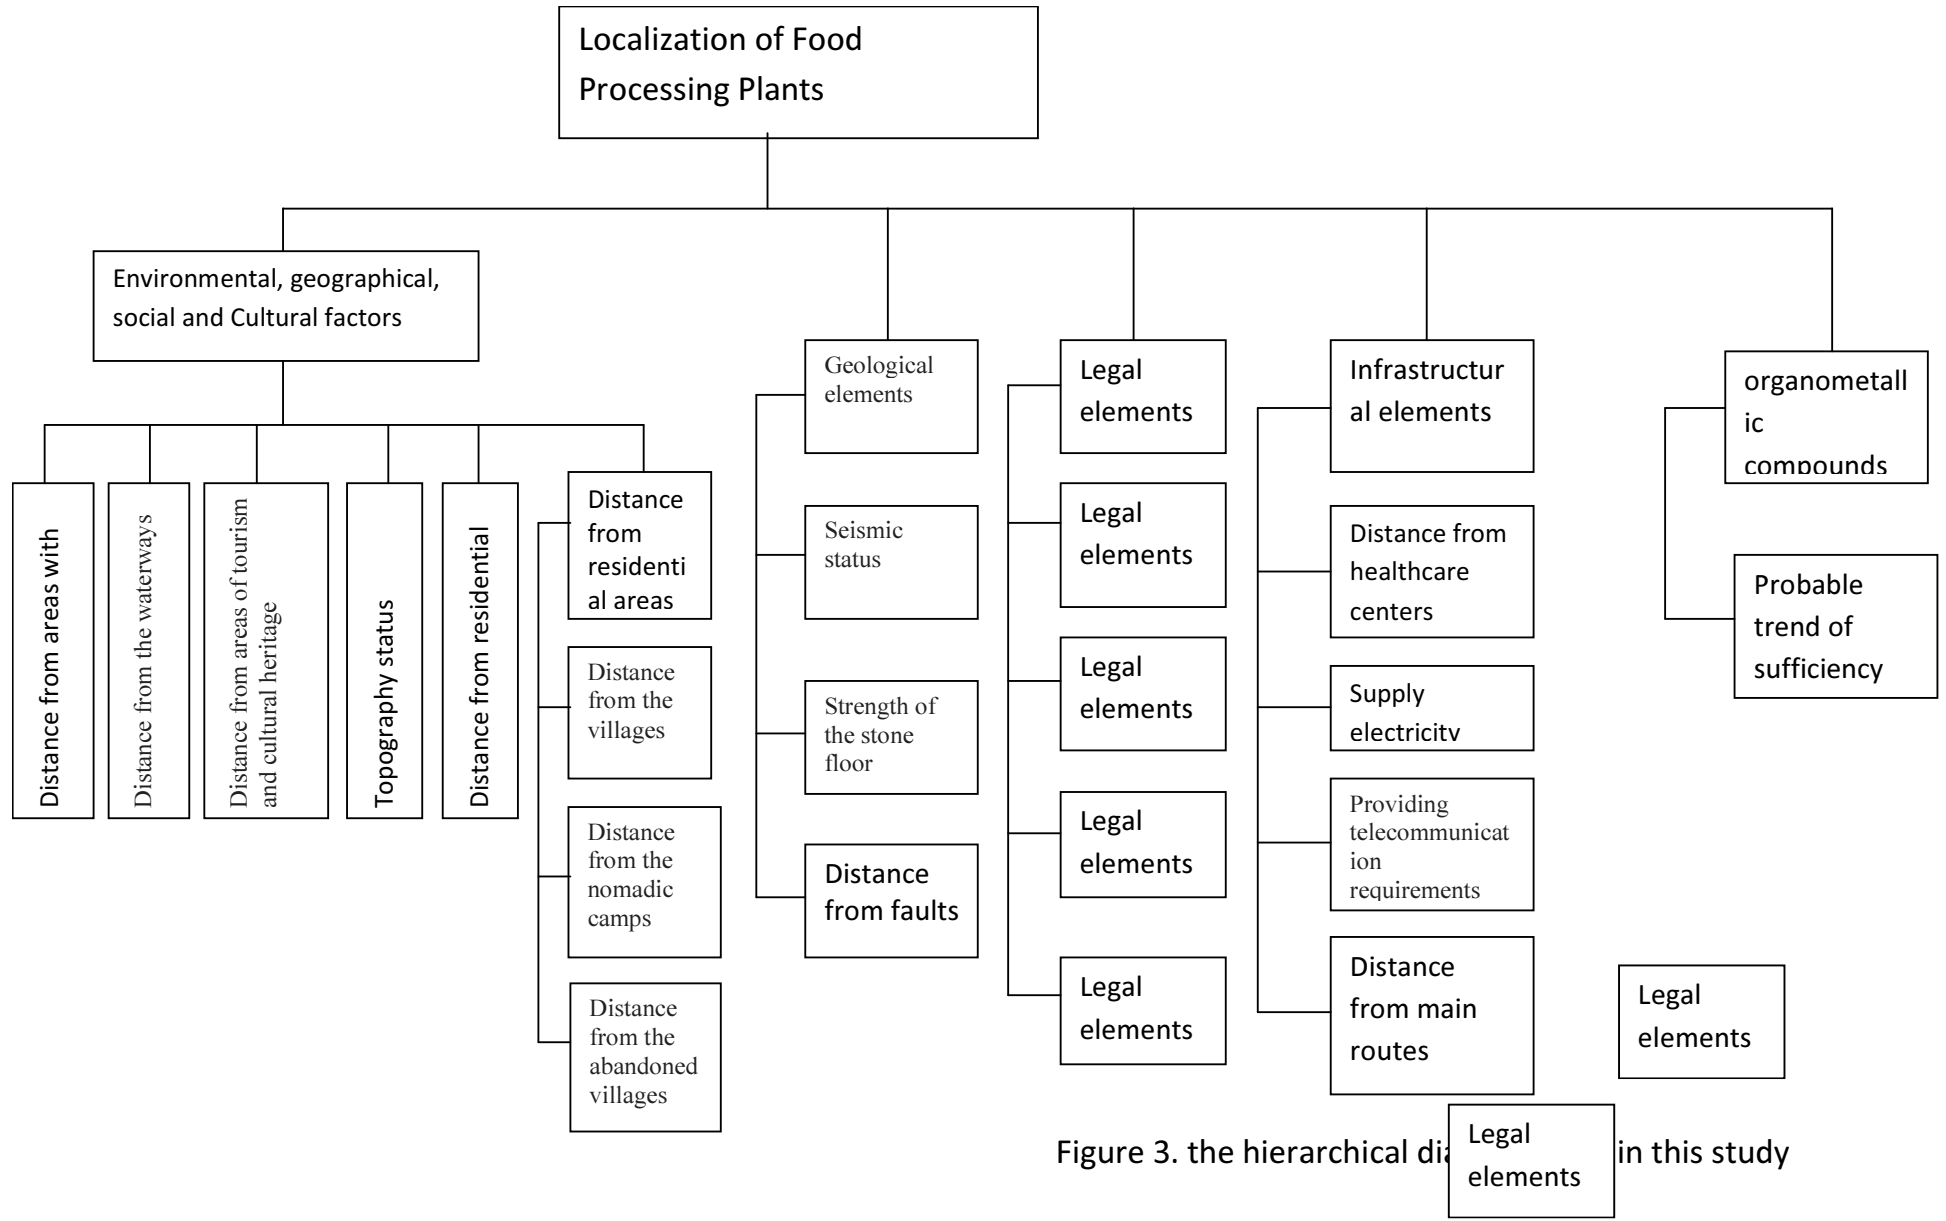 Localization of Food
Processing Plants
Environmental, geographical,
social and Cultural factors
Distance from areas with
Distance from the waterways
Distance from areas of tourism
and cultural heritage
Topography status
Distance from residential
Distance
from
residenti
al areas
Distance
from the
villages
Distance
from the
nomadic
camps
Distance
from the
abandoned
villages
Geological
elements
Seismic
status
Strength of
the stone
floor
Distance
from faults
Legal
elements
Legal
elements
Legal
elements
Legal
elements
Legal
elements
Infrastructur
al elements
Distance from
healthcare
centers
Supply
electricity
Providing
telecommunicat
ion
requirements
Distance
from main
routes
organometall
ic
compounds
Probable
trend of
sufficiency
Legal
elements
Legal
elements
Figure 3. the hierarchical di in this study